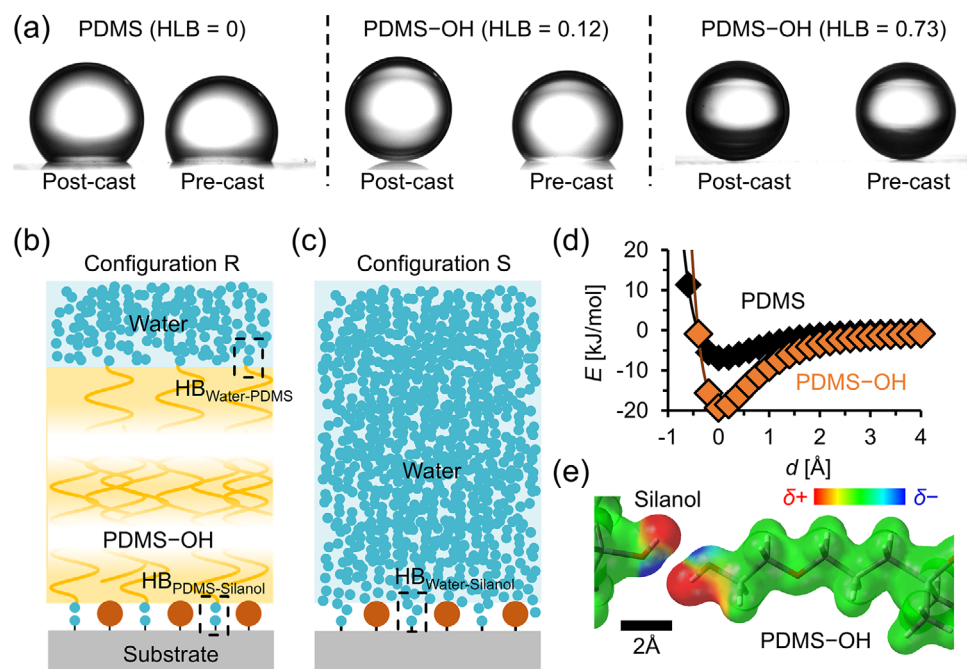 (a)
PDMS (HLB = 0)
PDMS−OH (HLB = 0.12)
PDMS−OH (HLB = 0.73)
Post-cast
Pre-cast
Post-cast
Pre-cast
Post-cast
Pre-cast
(b)
Configuration R
Water
HBWater-PDMS
PDMS−OH
HBPDMS-Silanol
Substrate
(c)
Configuration S
Water
HBWater-Silanol
(d)
20
10
0
-10
-20
E [kJ/mol]
PDMS
PDMS−OH
-1 0 1 2 3 4
d [Å]
(e)
Silanol
δ+
δ−
2Å
PDMS−OH